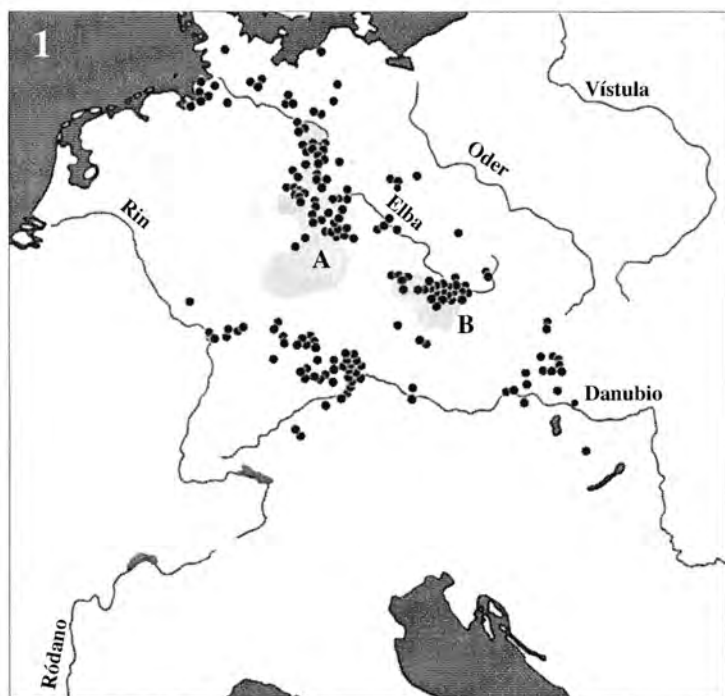 1
Vístula
Oder
Rin
Elba
A
B
Danubio
Ródano